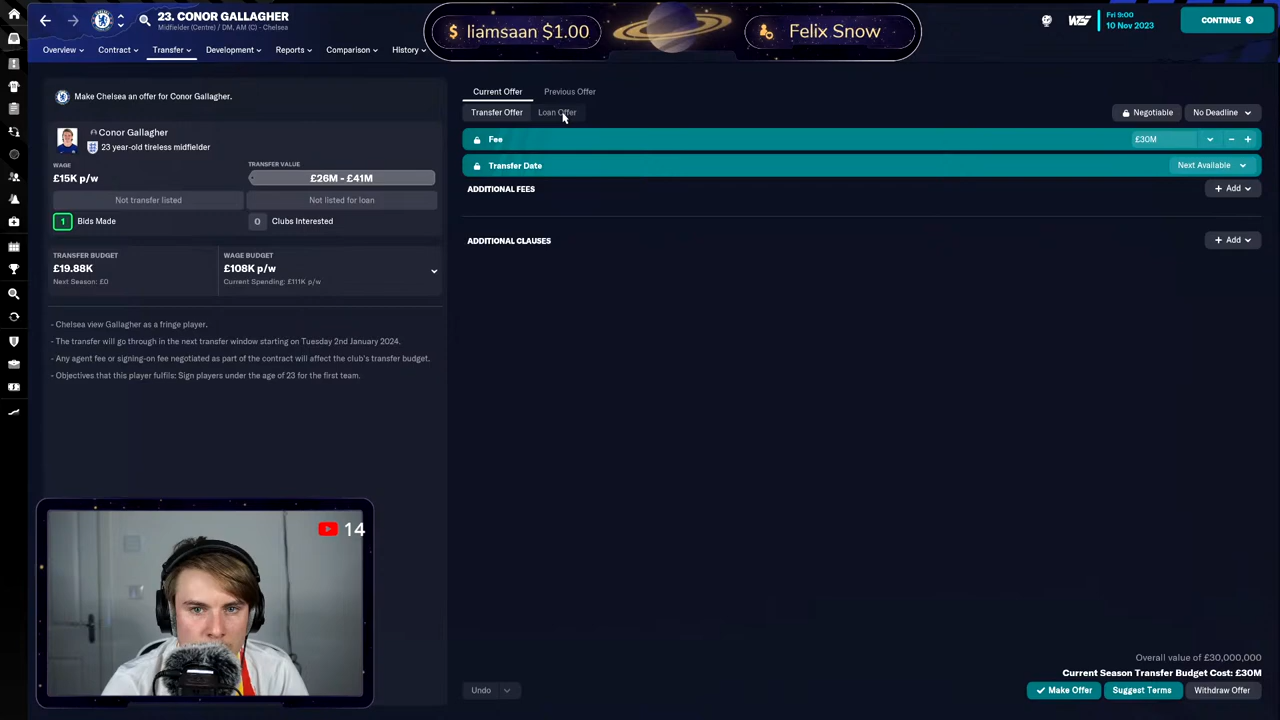 23. CONOR GALLAGHER
Midfielder (Centre) / DM, AM (C) - Chelsea
$ liamsaan $1.00
Felix Snow
Fri 9:00
10 Nov 2023
CONTINUE
Overview
Contract
Transfer
Development
Reports
Comparison
History
Make Chelsea an offer for Conor Gallagher.
Conor Gallagher
23 year-old tireless midfielder
WAGE
£15K p/w
TRANSFER VALUE
£26M - £41M
Not transfer listed
Not listed for loan
1 Bids Made
0 Clubs Interested
TRANSFER BUDGET
£19.88K
Next Season: £0
WAGE BUDGET
£108K p/w
Current Spending: £111K p/w
- Chelsea view Gallagher as a fringe player.
- The transfer will go through in the next transfer window starting on Tuesday 2nd January 2024.
- Any agent fee or signing-on fee negotiated as part of the contract will affect the club's transfer budget.
- Objectives that this player fulfils: Sign players under the age of 23 for the first team.
14
Current Offer
Previous Offer
Transfer Offer
Loan Offer
Negotiable
No Deadline
Fee
£30M
Transfer Date
Next Available
ADDITIONAL FEES
+ Add
ADDITIONAL CLAUSES
+ Add
Overall value of £30,000,000
Current Season Transfer Budget Cost: £30M
Undo
Make Offer
Suggest Terms
Withdraw Offer